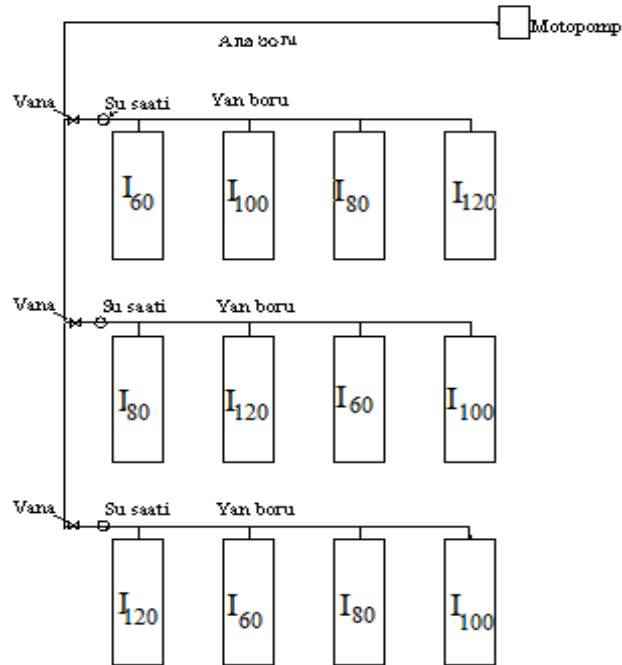 Motopomp
Ana boru
Vana
Su saati
Yan boru
I60
I100
I80
I120
Vana
Su saati
Yan boru
I80
I120
I60
I100
Vana
Su saati
Yan boru
I120
I60
I80
I100